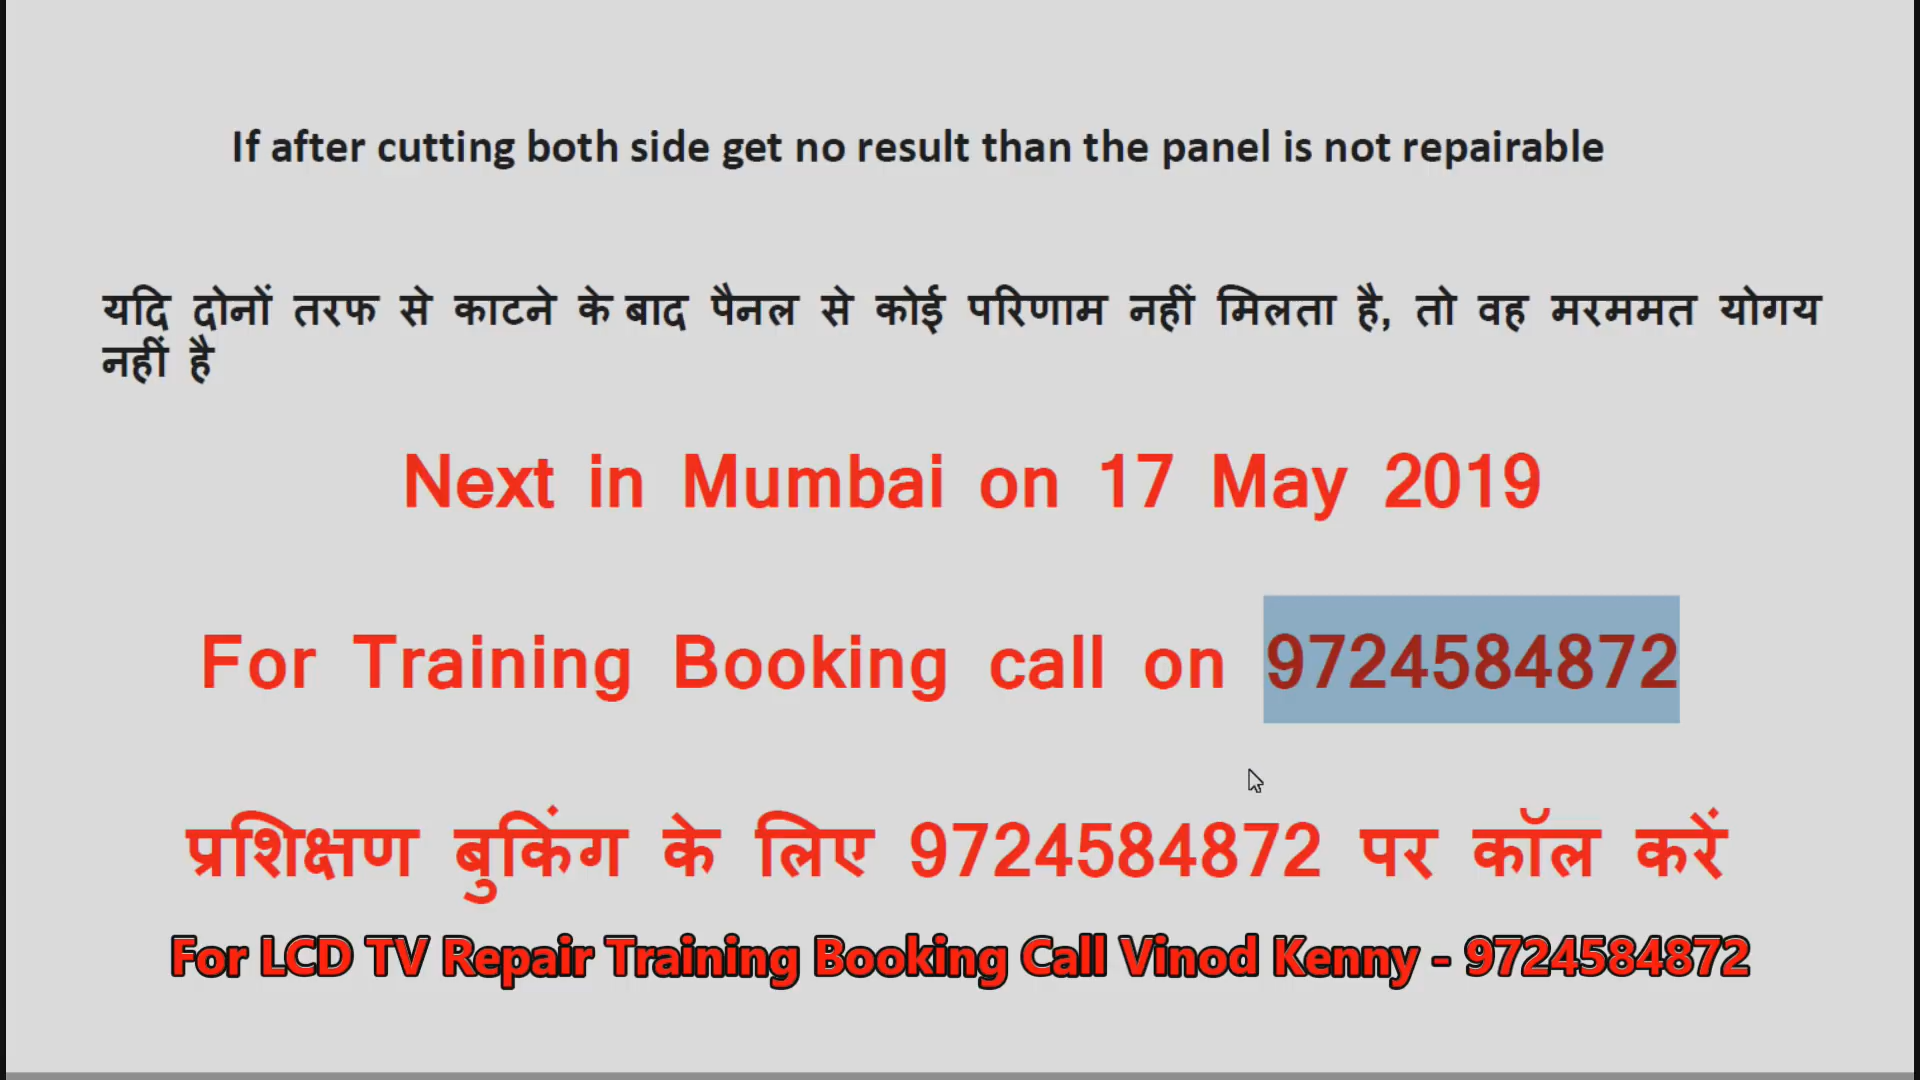 If after cutting both side get no result than the panel is not repairable
यदि दोनों तरफ से काटने के बाद पैनल से कोई परिणाम नहीं मिलता है, तो वह मरममत योगय
नहीं है
Next in Mumbai on 17 May 2019
For Training Booking call on 9724584872
प्रशिक्षण बुकिंग के लिए 9724584872 पर कॉल करें
For LCD TV Repair Training Booking Call Vinod Kenny - 9724584872